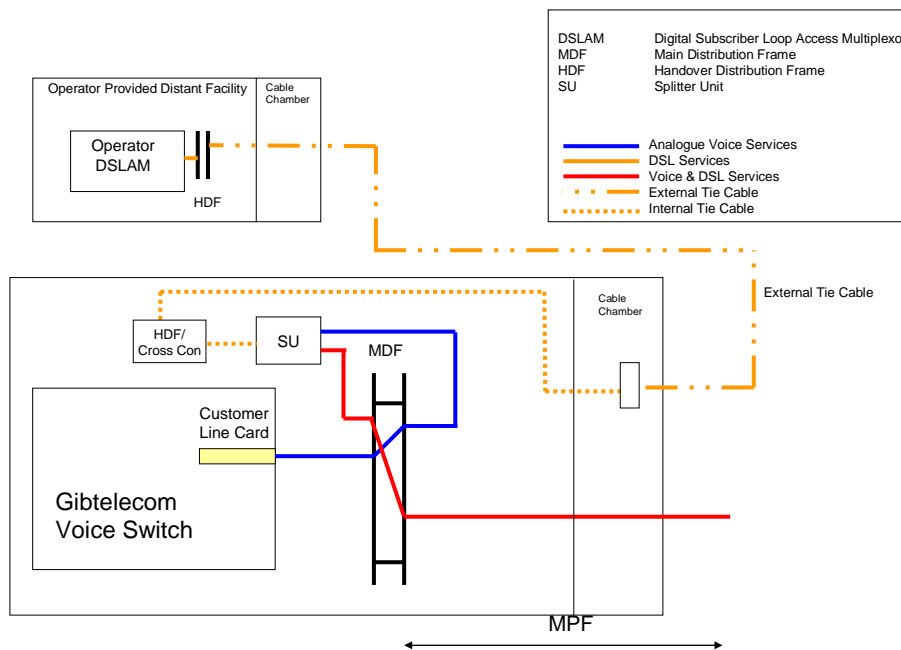 DSLAM Digital Subscriber Loop Access Multiplexo
MDF Main Distribution Frame
HDF Handover Distribution Frame
SU Splitter Unit
Analogue Voice Services
DSL Services
Voice & DSL Services
External Tie Cable
Internal Tie Cable
Operator Provided Distant Facility
Cable
Chamber
Operator
DSLAM
HDF
External Tie Cable
Cable
Chamber
HDF/
Cross Con
SU
MDF
Customer
Line Card
Gibtelecom
Voice Switch
MPF